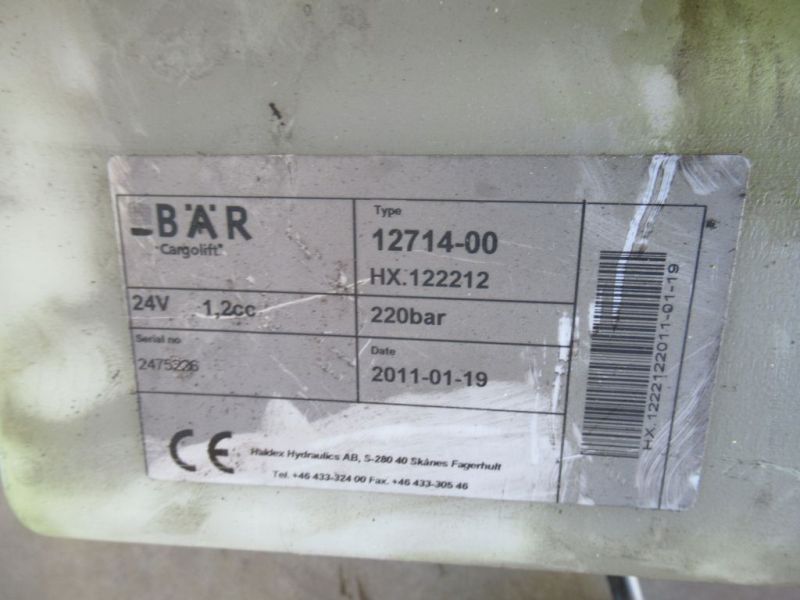 BÄR
Cargolift
Type
12714-00
HX.122212
24V 1,2cc
220bar
Serial no
2475226
Date
2011-01-19
CE
Haldex Hydraulics AB, S-280 40 Skånes Fagerhult
Tel. +46 433-324 00 Fax. +46 433-305 46
HX.1222122011-01-19